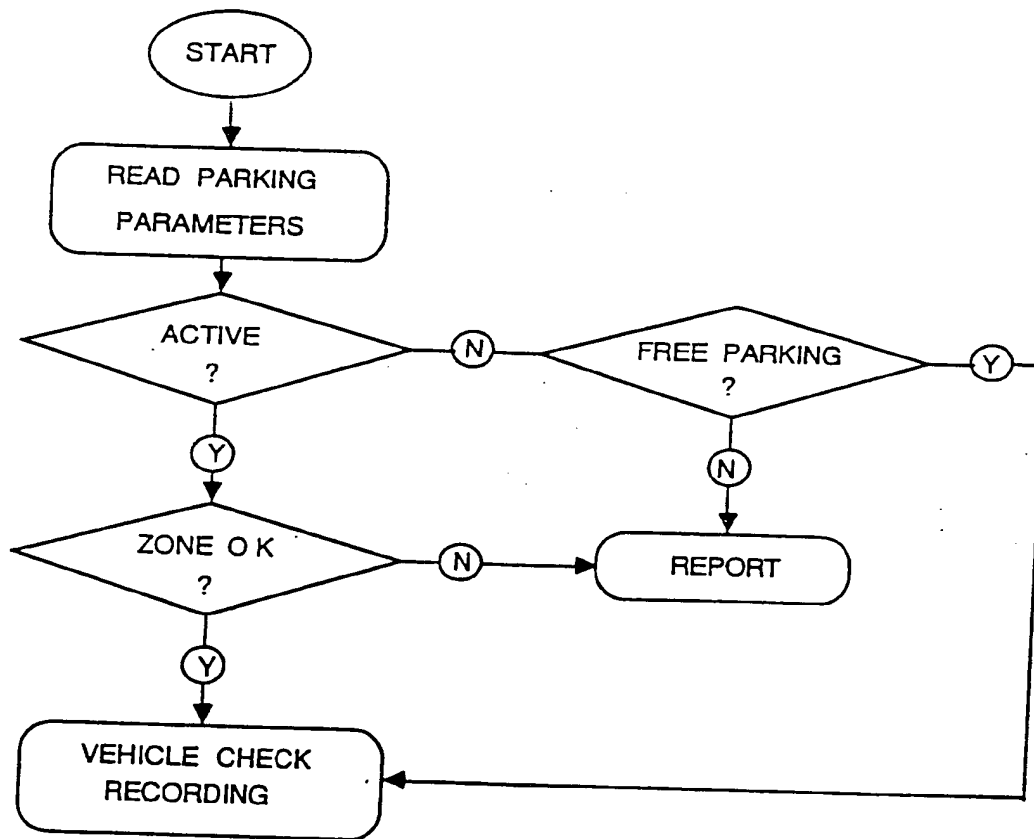 START
READ PARKING
PARAMETERS
ACTIVE
?
N
FREE PARKING
?
Y
Y
N
ZONE O K
?
N
REPORT
Y
VEHICLE CHECK
RECORDING